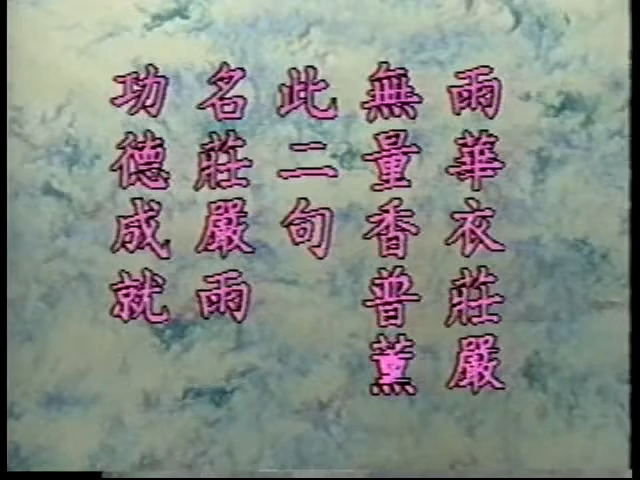 雨華衣莊嚴
無量香普薰
此二句
名莊嚴雨
功德成就